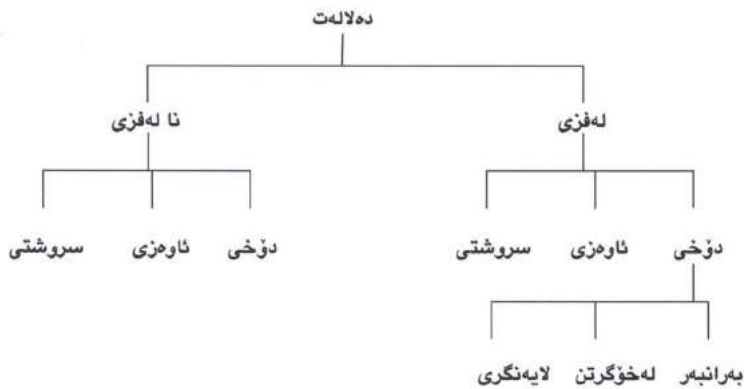 دەلالەت
لەفزی نا لەفزی
دۆخی ئاوەزی سروشتی دۆخی ئاوەزی سروشتی
بەرانبەر لەخۆگرتن لایەنگری